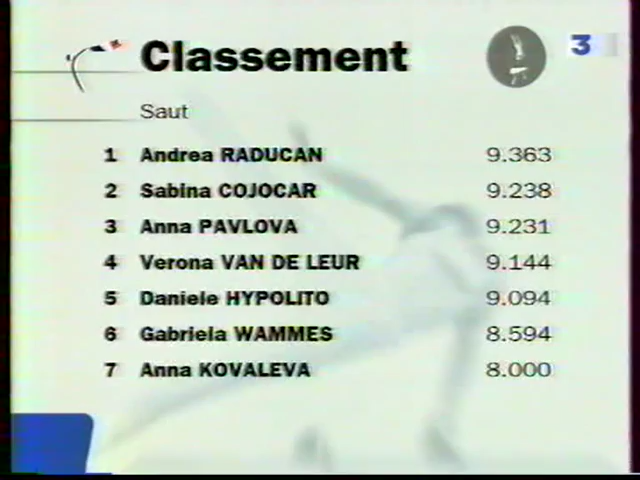 Classement
3
Saut
1 Andrea RADUCAN 9.363
2 Sabina COJOCAR 9.238
3 Anna PAVLOVA 9.231
4 Verona VAN DE LEUR 9.144
5 Daniele HYPOLITO 9.094
6 Gabriela WAMMES 8.594
7 Anna KOVALEVA 8.000